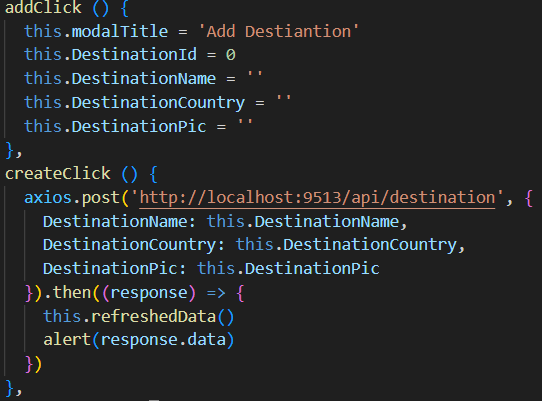 addClick () {
  this.modalTitle = 'Add Destiantion'
  this.DestinationId = 0
  this.DestinationName = ''
  this.DestinationCountry = ''
  this.DestinationPic = ''
},
createClick () {
  axios.post('http://localhost:9513/api/destination', {
    DestinationName: this.DestinationName,
    DestinationCountry: this.DestinationCountry,
    DestinationPic: this.DestinationPic
  }).then((response) => {
    this.refreshedData()
    alert(response.data)
  })
},